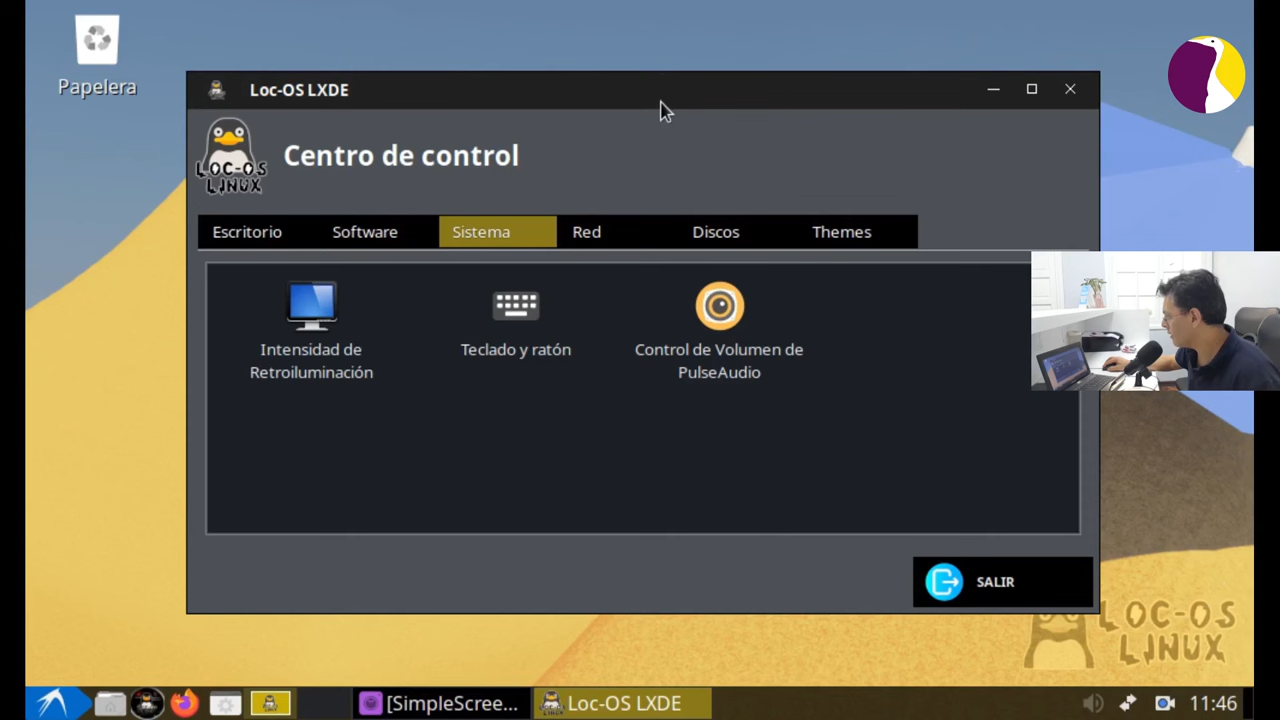 Papelera
Loc-OS LXDE
LOC-OS
LINUX
Centro de control
Escritorio Software Sistema Red Discos Themes
Intensidad de
Retroiluminación
Teclado y ratón
Control de Volumen de
PulseAudio
SALIR
LOC-OS
LINUX
[SimpleScree... Loc-OS LXDE 11:46